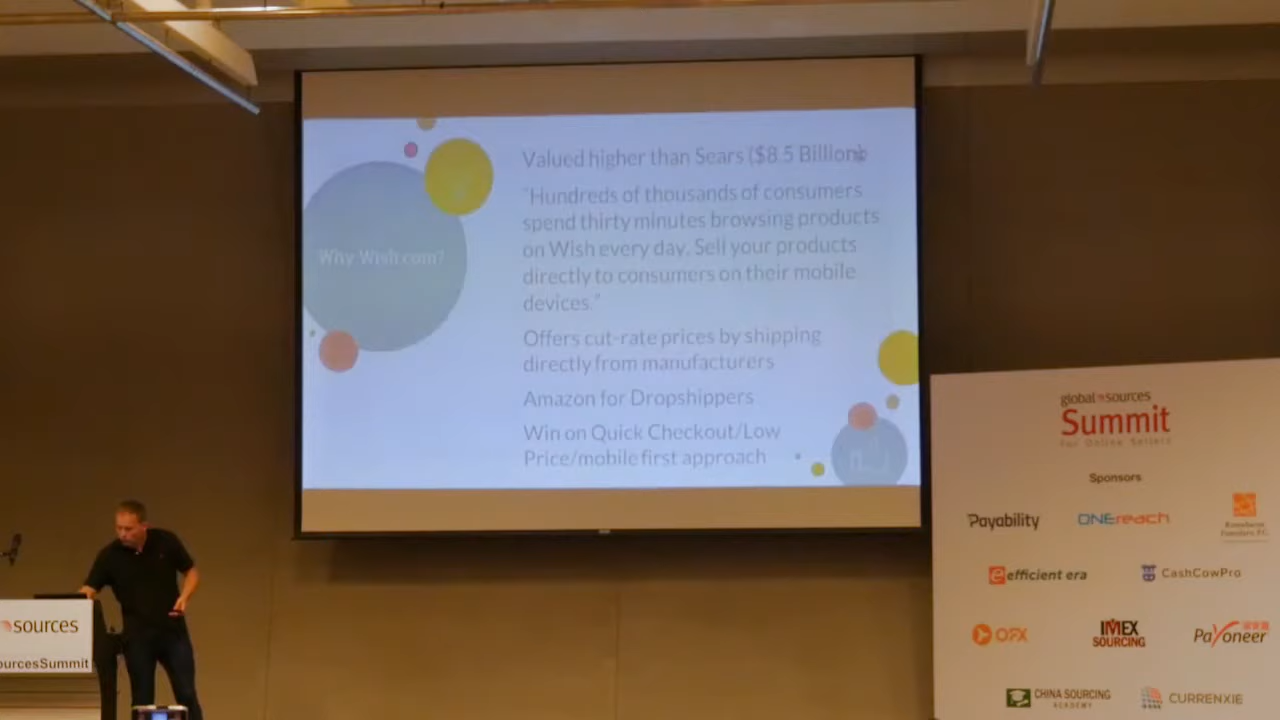 Why Wish.com?
Valued higher than Sears ($8.5 Billion)
"Hundreds of thousands of consumers
spend thirty minutes browsing products
on Wish every day. Sell your products
directly to consumers on their mobile
devices."
Offers cut-rate prices by shipping
directly from manufacturers
Amazon for Dropshippers
Win on Quick Checkout/Low
Price/mobile first approach
sources
ourcesSummit
global sources
Summit
For Online Sellers
Sponsors
Payability
ONEreach
efficient era
CashCowPro
OFX
IMEX
SOURCING
Payoneer
CHINA SOURCING
ACADEMY
CURRENXIE